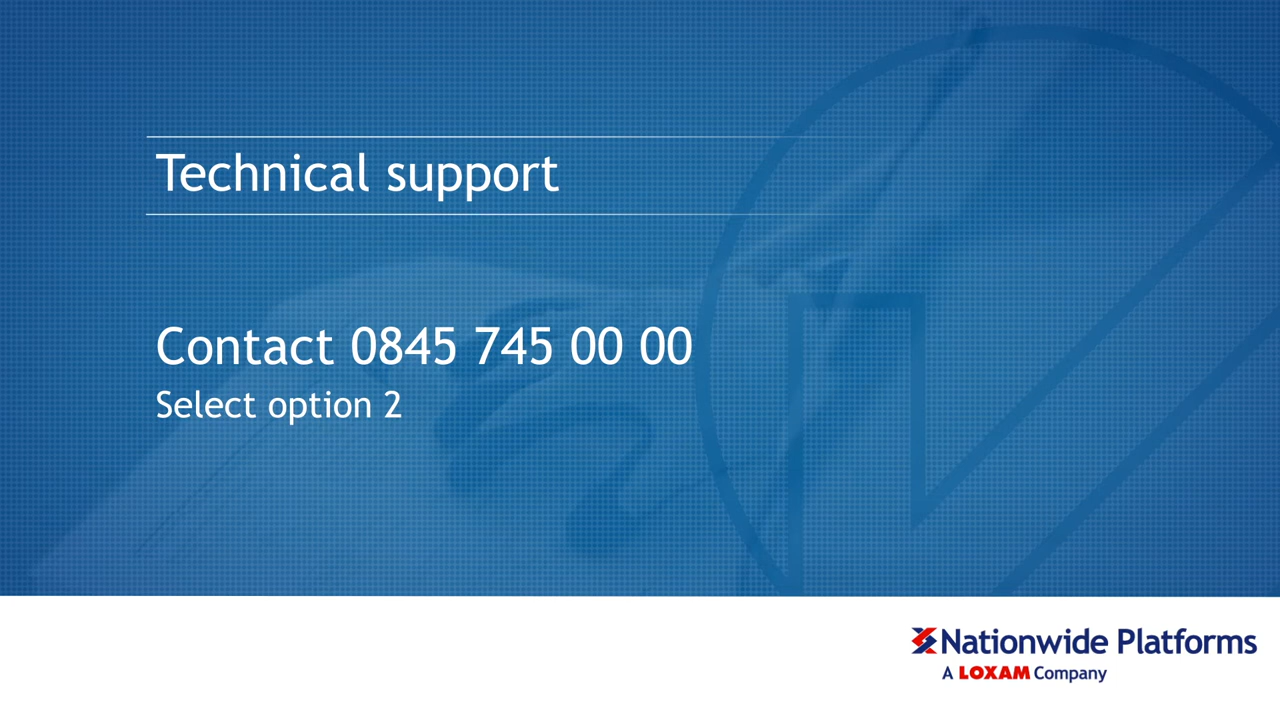 Technical support
Contact 0845 745 00 00
Select option 2
Nationwide Platforms
A LOXAM Company